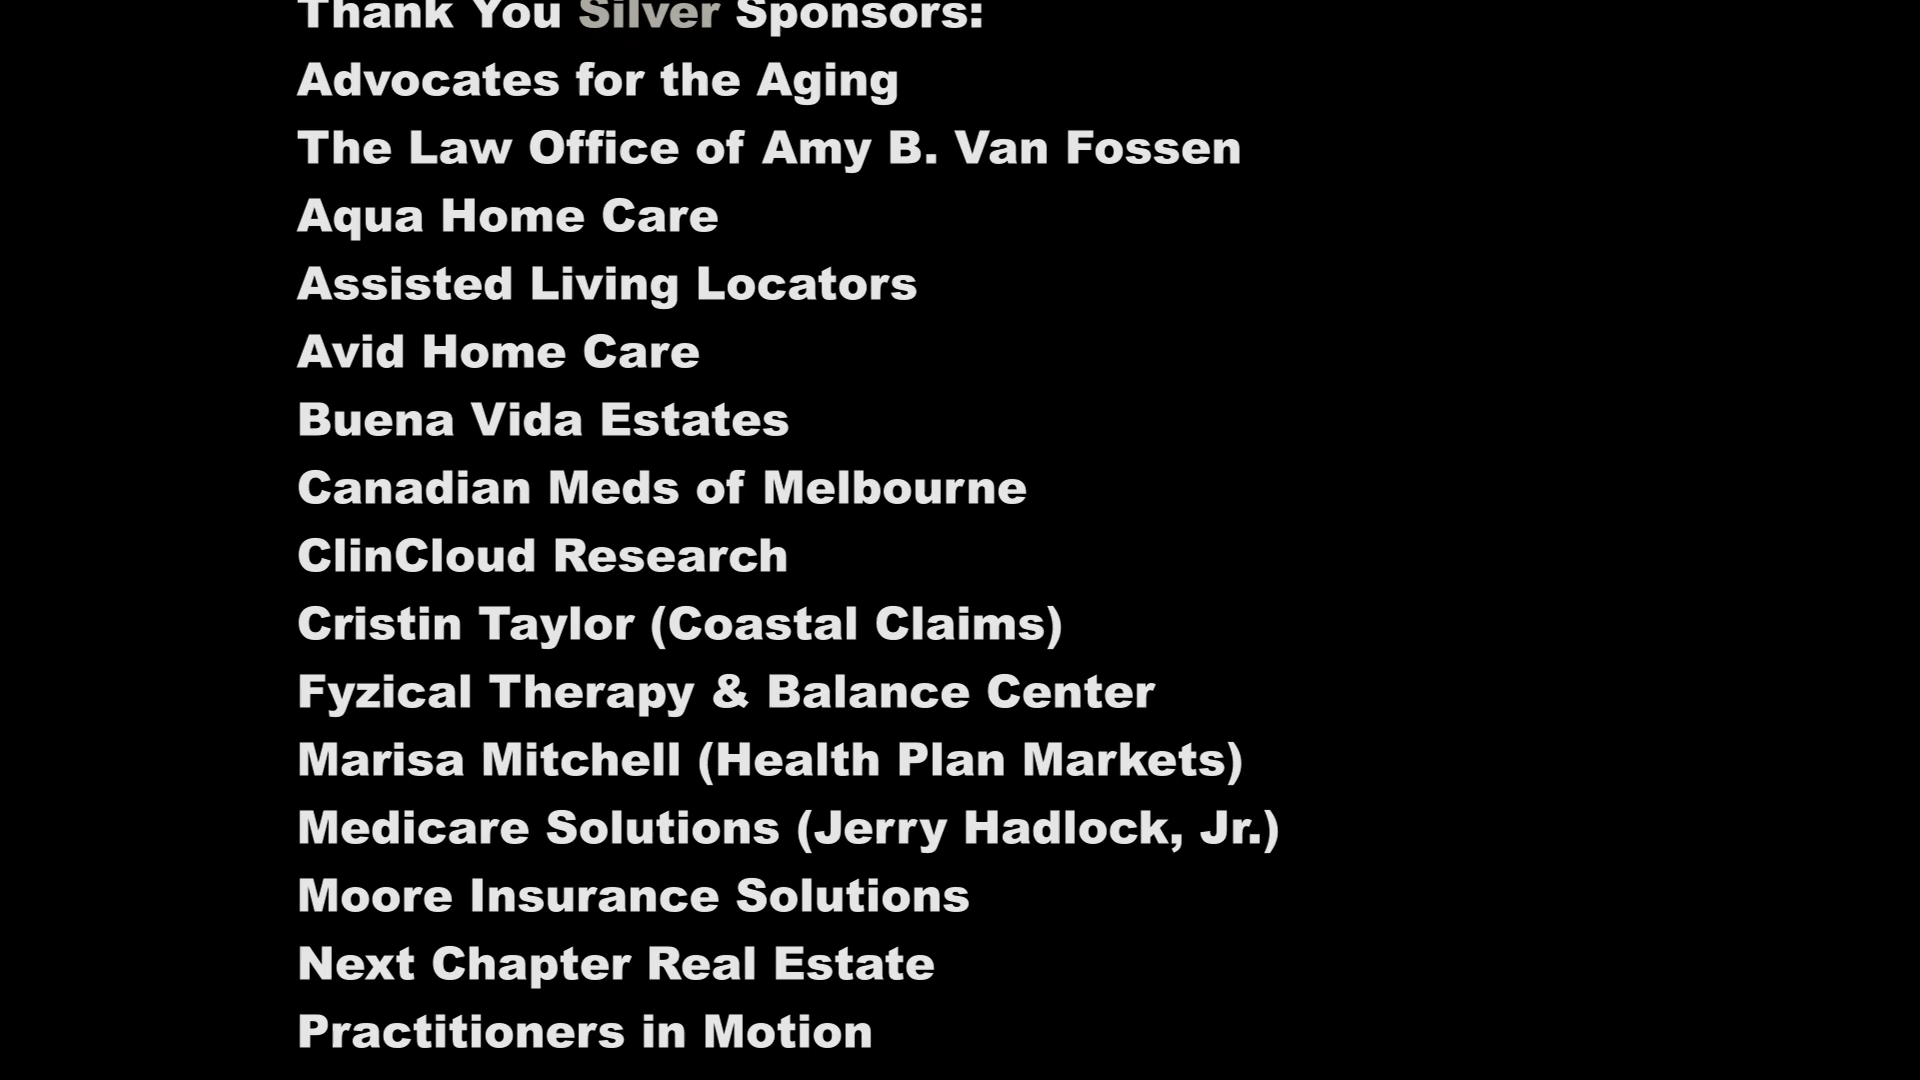 Thank You Silver Sponsors:
Advocates for the Aging
The Law Office of Amy B. Van Fossen
Aqua Home Care
Assisted Living Locators
Avid Home Care
Buena Vida Estates
Canadian Meds of Melbourne
ClinCloud Research
Cristin Taylor (Coastal Claims)
Fyzical Therapy & Balance Center
Marisa Mitchell (Health Plan Markets)
Medicare Solutions (Jerry Hadlock, Jr.)
Moore Insurance Solutions
Next Chapter Real Estate
Practitioners in Motion